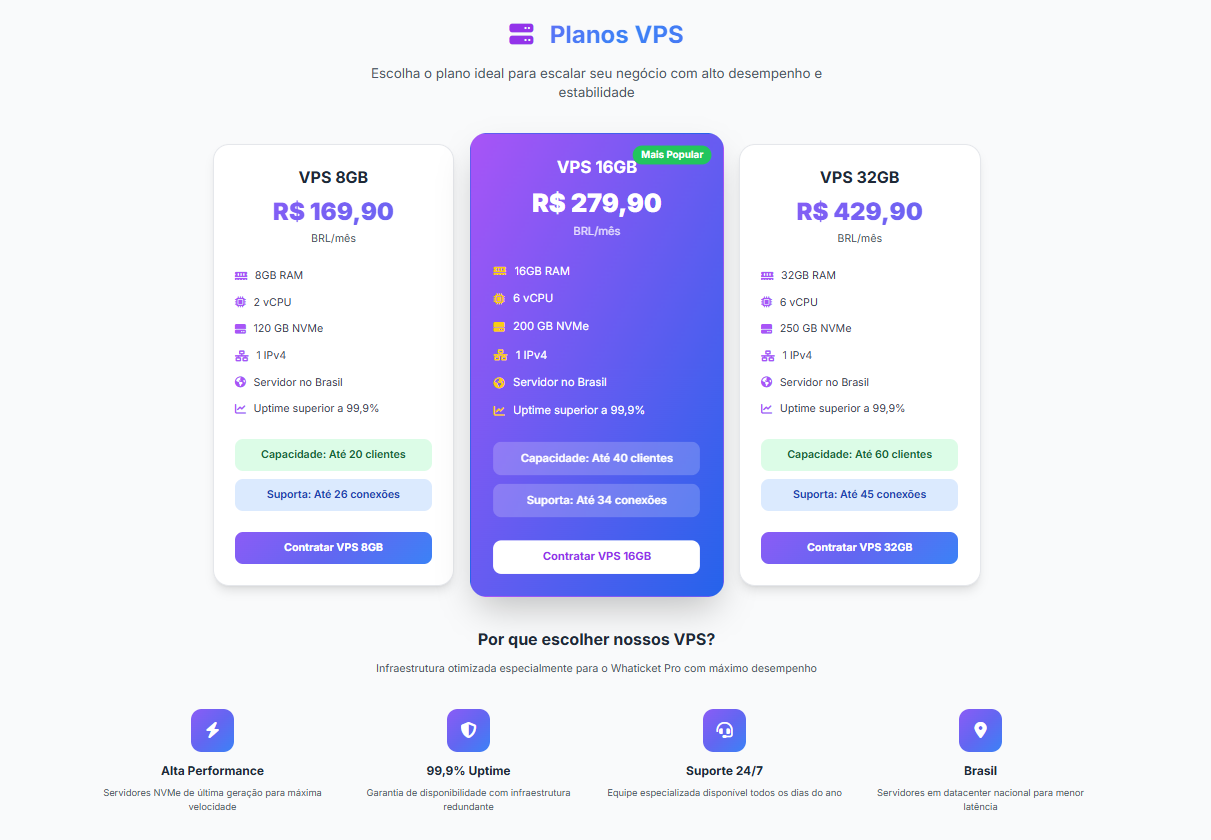 Planos VPS
Escolha o plano ideal para escalar seu negócio com alto desempenho e
estabilidade
VPS 8GB
R$ 169,90
BRL/mês
8GB RAM
2 vCPU
120 GB NVMe
1 IPv4
Servidor no Brasil
Uptime superior a 99,9%
Capacidade: Até 20 clientes
Suporta: Até 26 conexões
Contratar VPS 8GB
Mais Popular
VPS 16GB
R$ 279,90
BRL/mês
16GB RAM
6 vCPU
200 GB NVMe
1 IPv4
Servidor no Brasil
Uptime superior a 99,9%
Capacidade: Até 40 clientes
Suporta: Até 34 conexões
Contratar VPS 16GB
VPS 32GB
R$ 429,90
BRL/mês
32GB RAM
6 vCPU
250 GB NVMe
1 IPv4
Servidor no Brasil
Uptime superior a 99,9%
Capacidade: Até 60 clientes
Suporta: Até 45 conexões
Contratar VPS 32GB
Por que escolher nossos VPS?
Infraestrutura otimizada especialmente para o Whaticket Pro com máximo desempenho
Alta Performance
Servidores NVMe de última geração para máxima
velocidade
99,9% Uptime
Garantia de disponibilidade com infraestrutura
redundante
Suporte 24/7
Equipe especializada disponível todos os dias do ano
Brasil
Servidores em datacenter nacional para menor
latência